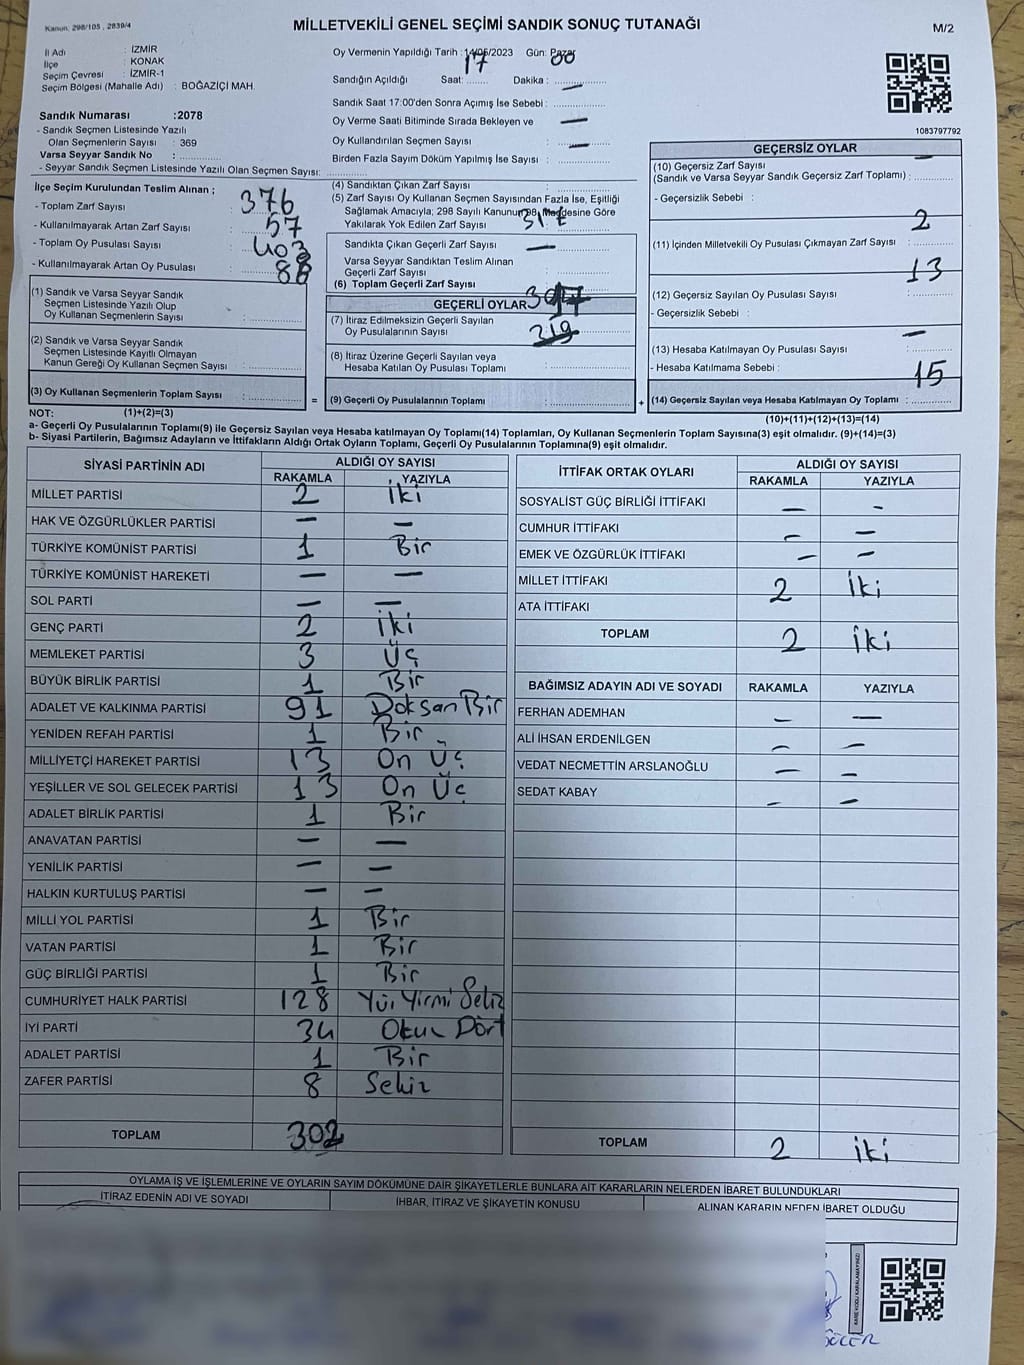 Kanun: 298/105 , 2839/4
MİLLETVEKİLİ GENEL SEÇİMİ SANDIK SONUÇ TUTANAĞI
M/2
İl Adı : İZMİR
İlçe : KONAK
Seçim Çevresi : İZMİR-1
Seçim Bölgesi (Mahalle Adı) : BOĞAZİÇİ MAH.
Sandık Numarası :2078
- Sandık Seçmen Listesinde Yazılı
Olan Seçmenlerin Sayısı : 369
Varsa Seyyar Sandık No :
- Seyyar Sandık Seçmen Listesinde Yazılı Olan Seçmen Sayısı:
Oy Vermenin Yapıldığı Tarih : 14/05/2023 Gün: Pazar
Sandığın Açıldığı Saat: 17 Dakika : 00
Sandık Saat 17:00'den Sonra Açımış İse Sebebi : —
Oy Verme Saati Bitiminde Sırada Bekleyen ve
Oy Kullandırılan Seçmen Sayısı : —
Birden Fazla Sayım Döküm Yapılmış İse Sayısı : —
1083797792
İlçe Seçim Kurulundan Teslim Alınan ;
- Toplam Zarf Sayısı : 376
- Kullanılmayarak Artan Zarf Sayısı : 57
- Toplam Oy Pusulası Sayısı : 403
- Kullanılmayarak Artan Oy Pusulası :
(1) Sandık ve Varsa Seyyar Sandık
Seçmen Listesinde Yazılı Olup
Oy Kullanan Seçmenlerin Sayısı :
(2) Sandık ve Varsa Seyyar Sandık
Seçmen Listesinde Kayıtlı Olmayan
Kanun Gereği Oy Kullanan Seçmen Sayısı :
(3) Oy Kullanan Seçmenlerin Toplam Sayısı :
(1)+(2)=(3)
(4) Sandıktan Çıkan Zarf Sayısı :
(5) Zarf Sayısı Oy Kullanan Seçmen Sayısından Fazla İse, Eşitliği
Sağlamak Amacıyla; 298 Sayılı Kanunun 98. Maddesine Göre
Yakılarak Yok Edilen Zarf Sayısı :
Sandıkta Çıkan Geçerli Zarf Sayısı :
Varsa Seyyar Sandıktan Teslim Alınan
Geçerli Zarf Sayısı :
(6) Toplam Geçerli Zarf Sayısı :
GEÇERLİ OYLAR
(7) İtiraz Edilmeksizin Geçerli Sayılan
Oy Pusulalarının Sayısı :
(8) İtiraz Üzerine Geçerli Sayılan veya
Hesaba Katılan Oy Pusulası Toplamı :
= (9) Geçerli Oy Pusulalarının Toplamı :
GEÇERSİZ OYLAR
(10) Geçersiz Zarf Sayısı
(Sandık ve Varsa Seyyar Sandık Geçersiz Zarf Toplamı) : —
- Geçersizlik Sebebi :
(11) İçinden Milletvekili Oy Pusulası Çıkmayan Zarf Sayısı : 2
(12) Geçersiz Sayılan Oy Pusulası Sayısı : 13
- Geçersizlik Sebebi :
(13) Hesaba Katılmayan Oy Pusulası Sayısı : —
- Hesaba Katılmama Sebebi :
+ (14) Geçersiz Sayılan veya Hesaba Katılmayan Oy Toplamı : 15
(10)+(11)+(12)+(13)=(14)
NOT:
a- Geçerli Oy Pusulalarının Toplamı(9) ile Geçersiz Sayılan veya Hesaba katılmayan Oy Toplamı(14) Toplamları, Oy Kullanan Seçmenlerin Toplam Sayısına(3) eşit olmalıdır. (9)+(14)=(3)
b- Siyasi Partilerin, Bağımsız Adayların ve İttifakların Aldığı Ortak Oyların Toplamı, Geçerli Oy Pusulalarının Toplamına(9) eşit olmalıdır.
SİYASİ PARTİNİN ADI
ALDIĞI OY SAYISI
RAKAMLA YAZIYLA
MİLLET PARTİSİ 2 İki
HAK VE ÖZGÜRLÜKLER PARTİSİ — —
TÜRKİYE KOMÜNİST PARTİSİ 1 Bir
TÜRKİYE KOMÜNİST HAREKETİ — —
SOL PARTİ — —
GENÇ PARTİ 2 İki
MEMLEKET PARTİSİ 3 Üç
BÜYÜK BİRLİK PARTİSİ 1 Bir
ADALET VE KALKINMA PARTİSİ 91 Doksan Bir
YENİDEN REFAH PARTİSİ 1 Bir
MİLLİYETÇİ HAREKET PARTİSİ 13 On Üç
YEŞİLLER VE SOL GELECEK PARTİSİ 13 On Üç
ADALET BİRLİK PARTİSİ 1 Bir
ANAVATAN PARTİSİ — —
YENİLİK PARTİSİ — —
HALKIN KURTULUŞ PARTİSİ — —
MİLLİ YOL PARTİSİ 1 Bir
VATAN PARTİSİ 1 Bir
GÜÇ BİRLİĞİ PARTİSİ 1 Bir
CUMHURİYET HALK PARTİSİ 128 Yüz Yirmi Sekiz
İYİ PARTİ 34 Otuz Dört
ADALET PARTİSİ 1 Bir
ZAFER PARTİSİ 8 Sekiz
TOPLAM 302
İTTİFAK ORTAK OYLARI
ALDIĞI OY SAYISI
RAKAMLA YAZIYLA
SOSYALİST GÜÇ BİRLİĞİ İTTİFAKI — -
CUMHUR İTTİFAKI — —
EMEK VE ÖZGÜRLÜK İTTİFAKI — —
MİLLET İTTİFAKI 2 İki
ATA İTTİFAKI
TOPLAM 2 İki
BAĞIMSIZ ADAYIN ADI VE SOYADI RAKAMLA YAZIYLA
FERHAN ADEMHAN — —
ALİ İHSAN ERDENİLGEN — —
VEDAT NECMETTİN ARSLANOĞLU — —
SEDAT KABAY — —
TOPLAM 2 İki
OYLAMA İŞ VE İŞLEMLERİNE VE OYLARIN SAYIM DÖKÜMÜNE DAİR ŞİKAYETLERLE BUNLARA AİT KARARLARIN NELERDEN İBARET BULUNDUKLARI
İTİRAZ EDENİN ADI VE SOYADI
İHBAR, İTİRAZ VE ŞİKAYETİN KONUSU
ALINAN KARARIN NEDEN İBARET OLDUĞU
KARE KODU KARALAMAYINIZ!